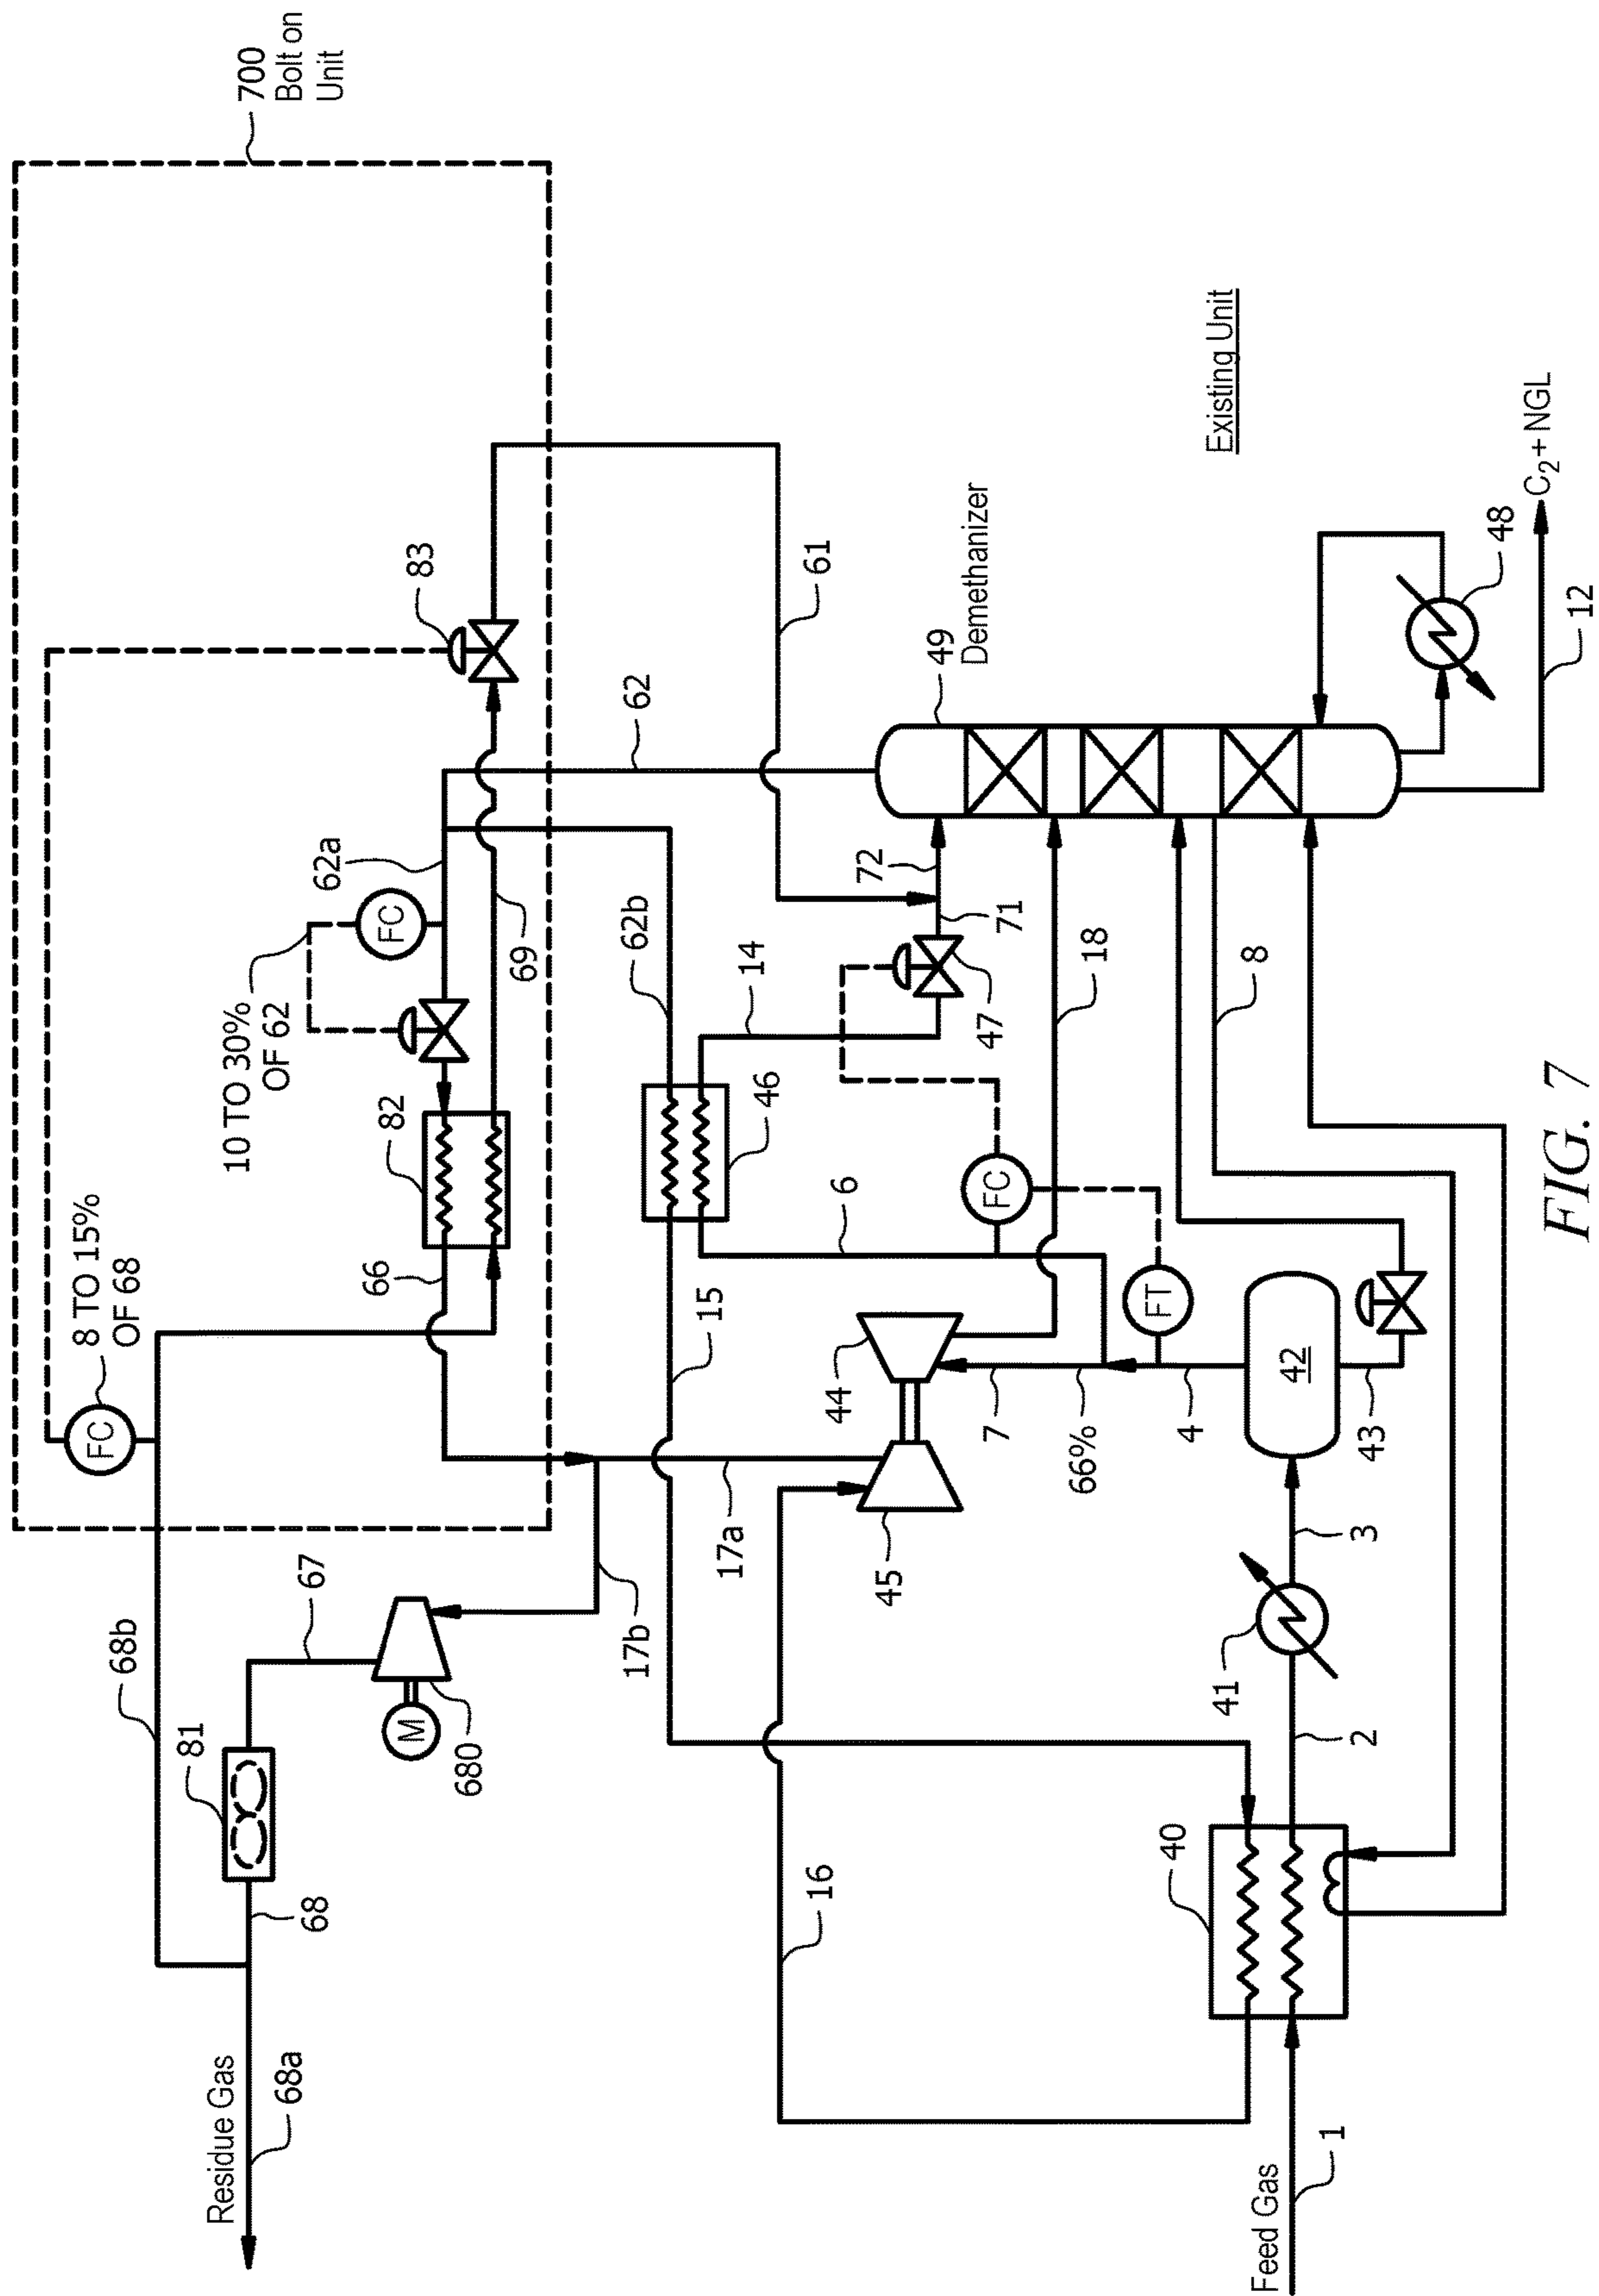 700
Bolt on
Unit
FC
8 TO 15%
OF 68
10 TO 30%
OF 62
FC
62a
83
82
69
66
68b
Residue Gas
68a
68
81
67
M
680
17b
17a
15
62b
62
61
14
46
6
FC
FT
47
71
72
49
Demethanizer
Existing Unit
16
45
44
7
66%
4
18
8
42
43
3
41
2
40
Feed Gas
1
48
12
C₂+ NGL
FIG. 7